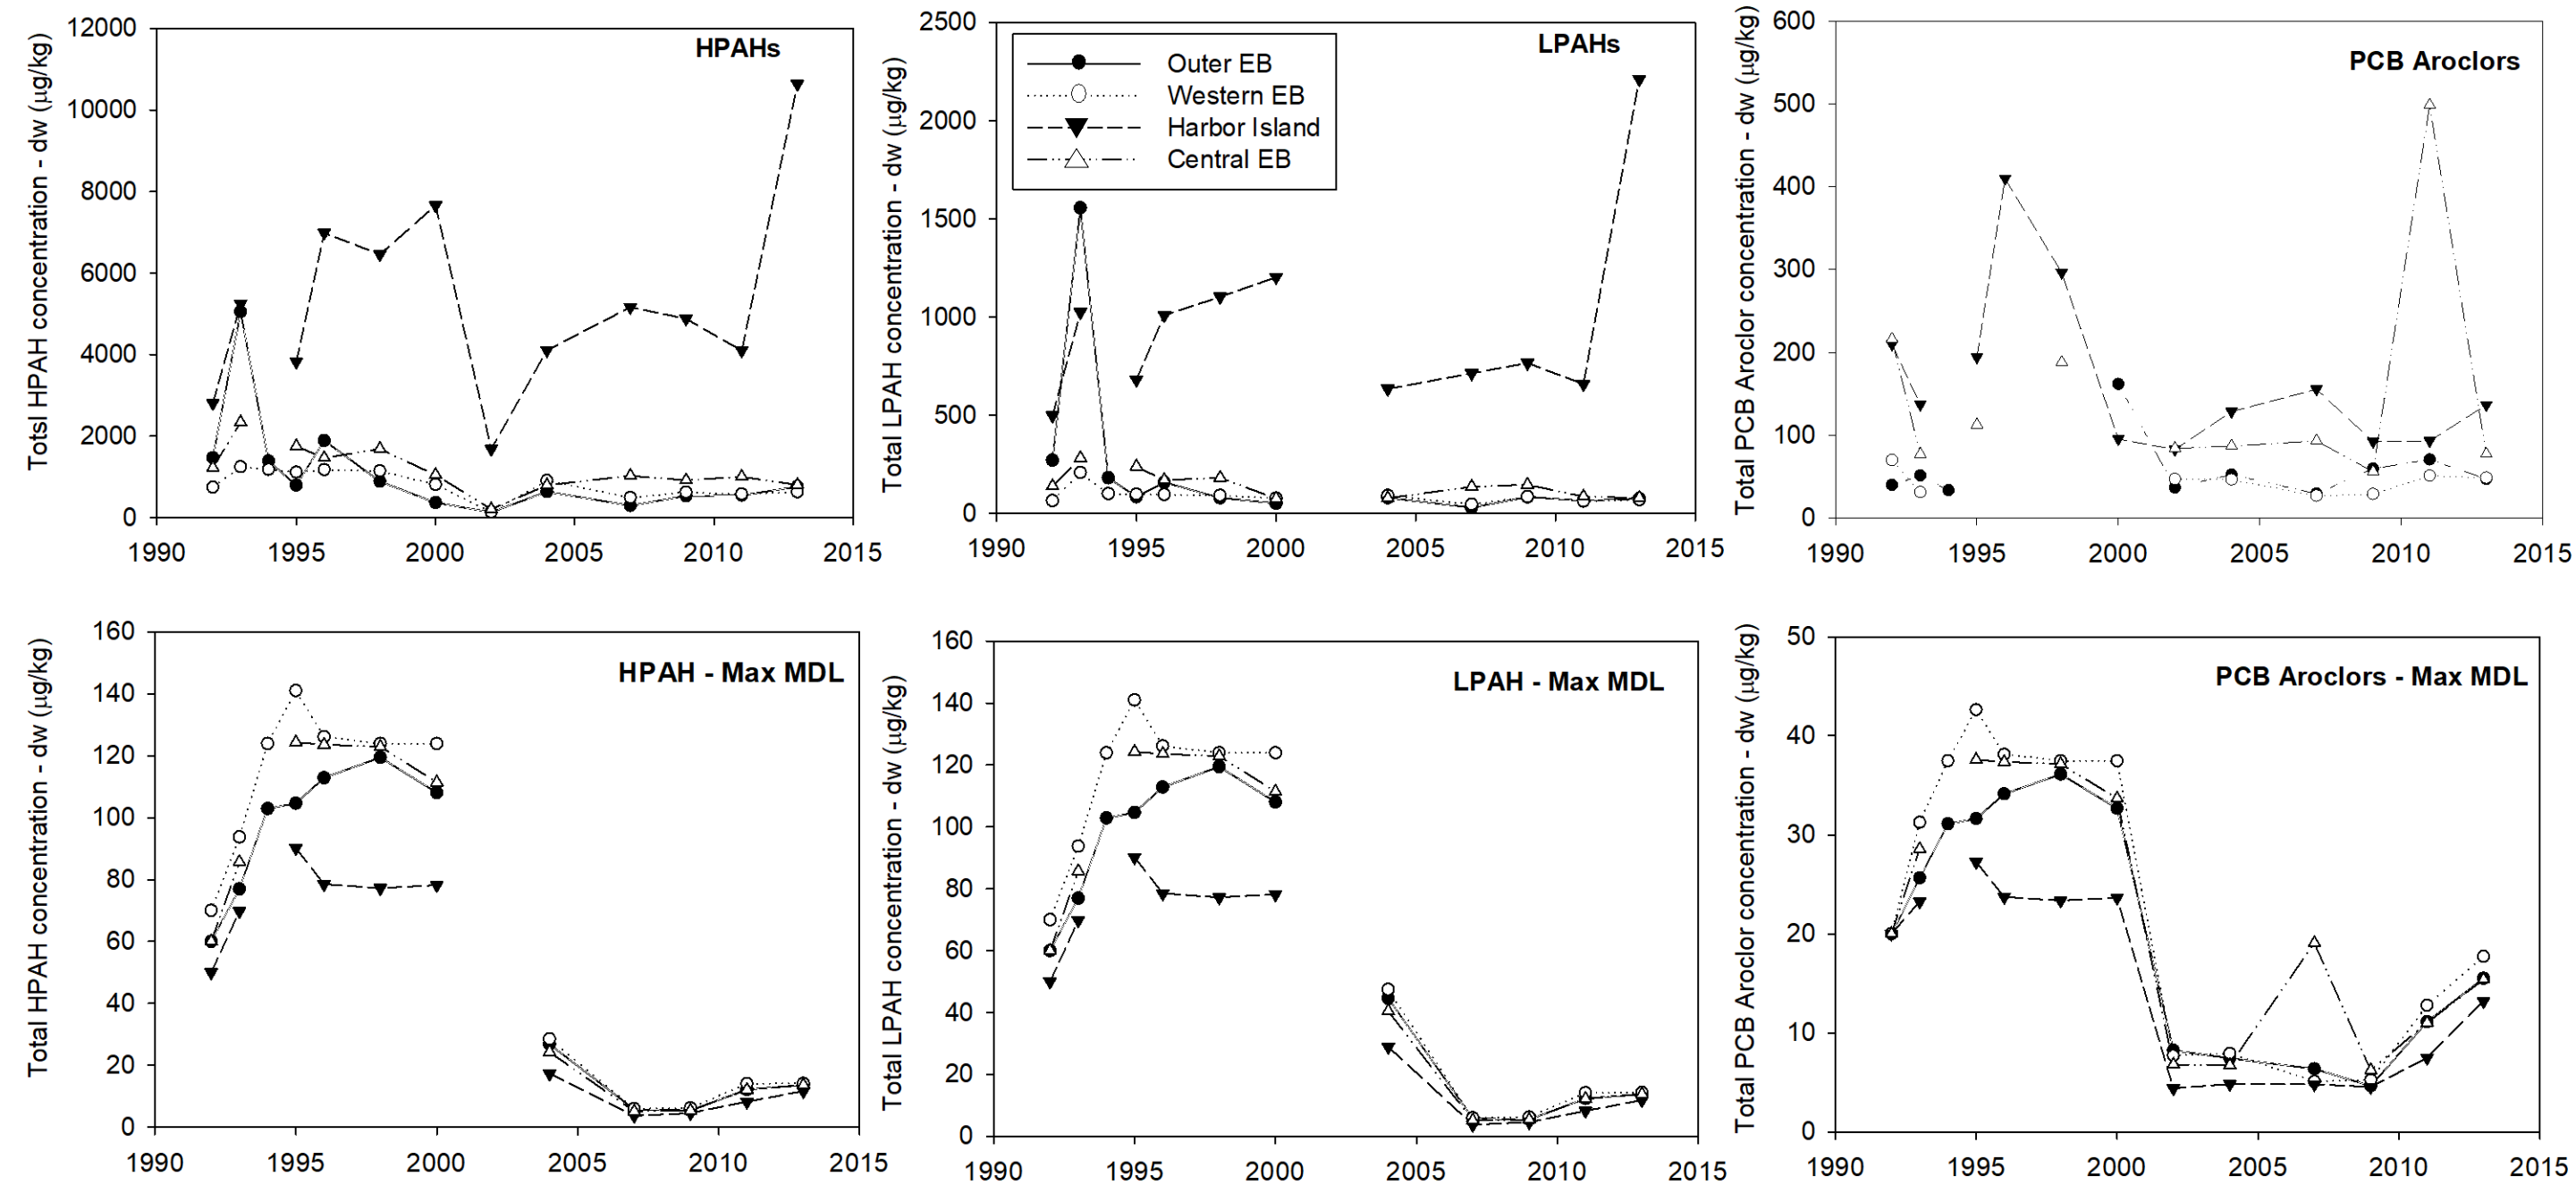 HPAHs
Totsl HPAH concentration - dw (µg/kg)
12000
10000
8000
6000
4000
2000
0
1990 1995 2000 2005 2010 2015
LPAHs
Outer EB
Western EB
Harbor Island
Central EB
Total LPAH concentration - dw (µg/kg)
2500
2000
1500
1000
500
0
1990 1995 2000 2005 2010 2015
PCB Aroclors
Total PCB Aroclor concentration - dw (µg/kg)
600
500
400
300
200
100
0
1990 1995 2000 2005 2010 2015
HPAH - Max MDL
Total HPAH concentration - dw (µg/kg)
160
140
120
100
80
60
40
20
0
1990 1995 2000 2005 2010 2015
LPAH - Max MDL
Total LPAH concentration - dw (µg/kg)
160
140
120
100
80
60
40
20
0
1990 1995 2000 2005 2010 2015
PCB Aroclors - Max MDL
Total PCB Aroclor concentration - dw (µg/kg)
50
40
30
20
10
0
1990 1995 2000 2005 2010 2015